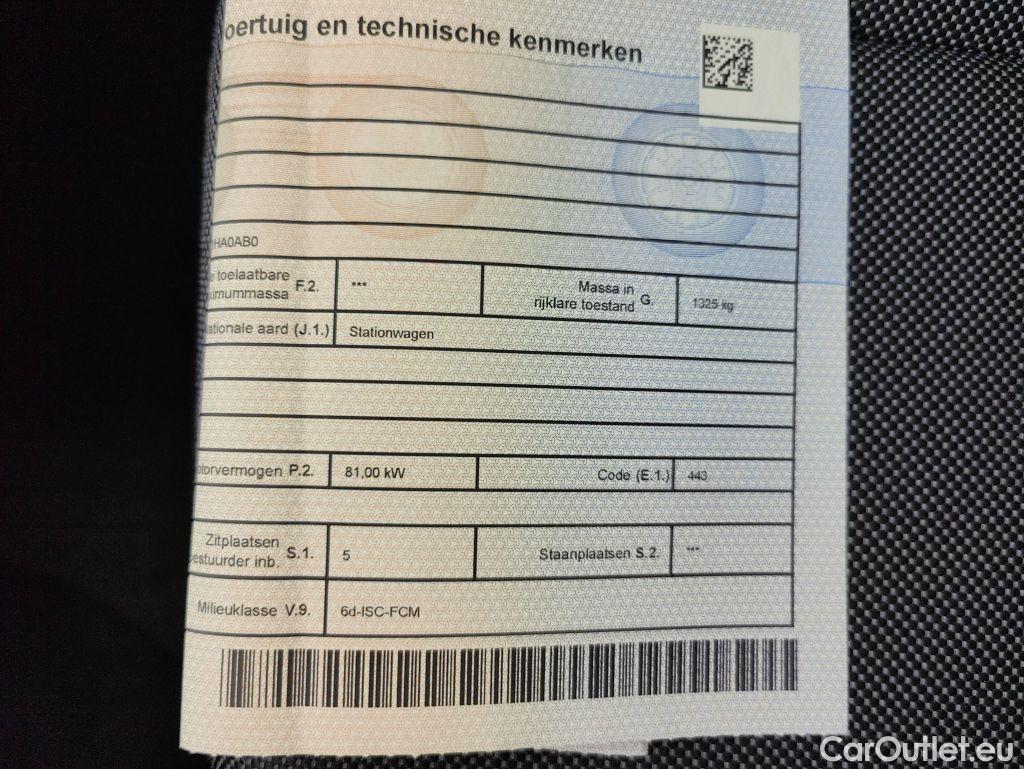 oertuig en technische kenmerken
HA0AB0
e toelaatbare
umummassa F.2. *** Massa in
rijklare toestand G. 1325 kg
ationale aard (J.1.) Stationwagen
otorvermogen P.2. 81,00 kW Code (E.1.) 443
Zitplaatsen
estuurder inb. S.1. 5 Staanplaatsen S.2. ***
Milieuklasse V.9. 6d-ISC-FCM
CarOutlet.eu